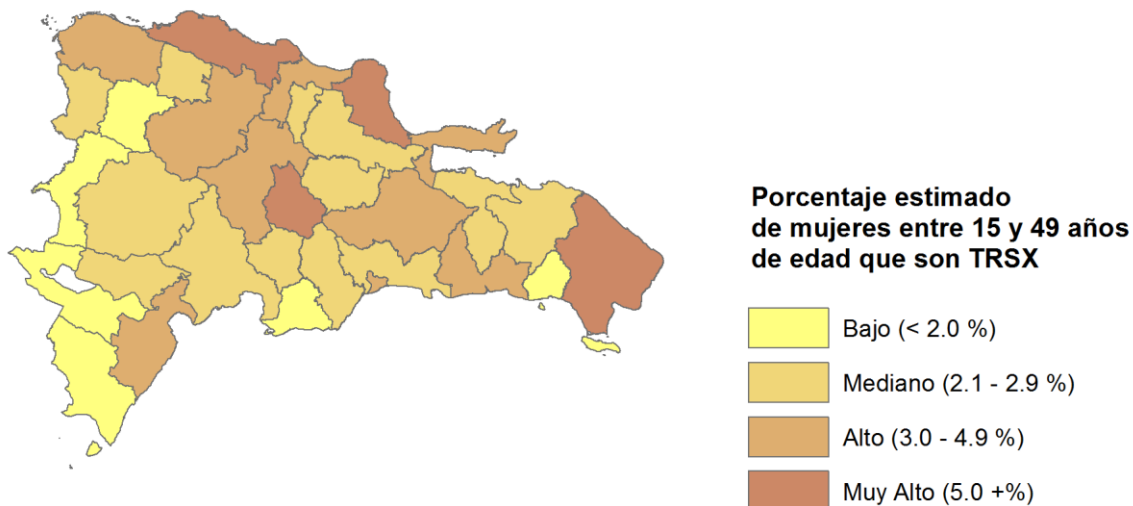 Porcentaje estimado
de mujeres entre 15 y 49 años
de edad que son TRSX
Bajo (< 2.0 %)
Mediano (2.1 - 2.9 %)
Alto (3.0 - 4.9 %)
Muy Alto (5.0 +%)